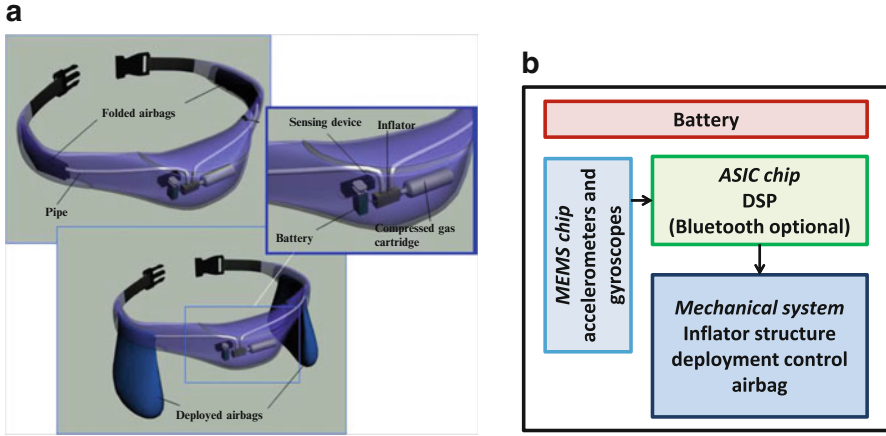 a
Folded airbags
Pipe
Sensing device
Inflator
Battery
Compressed gas
cartridge
Deployed airbags
b
Battery
MEMS chip
accelerometers and
gyroscopes
ASIC chip
DSP
(Bluetooth optional)
Mechanical system
Inflator structure
deployment control
airbag